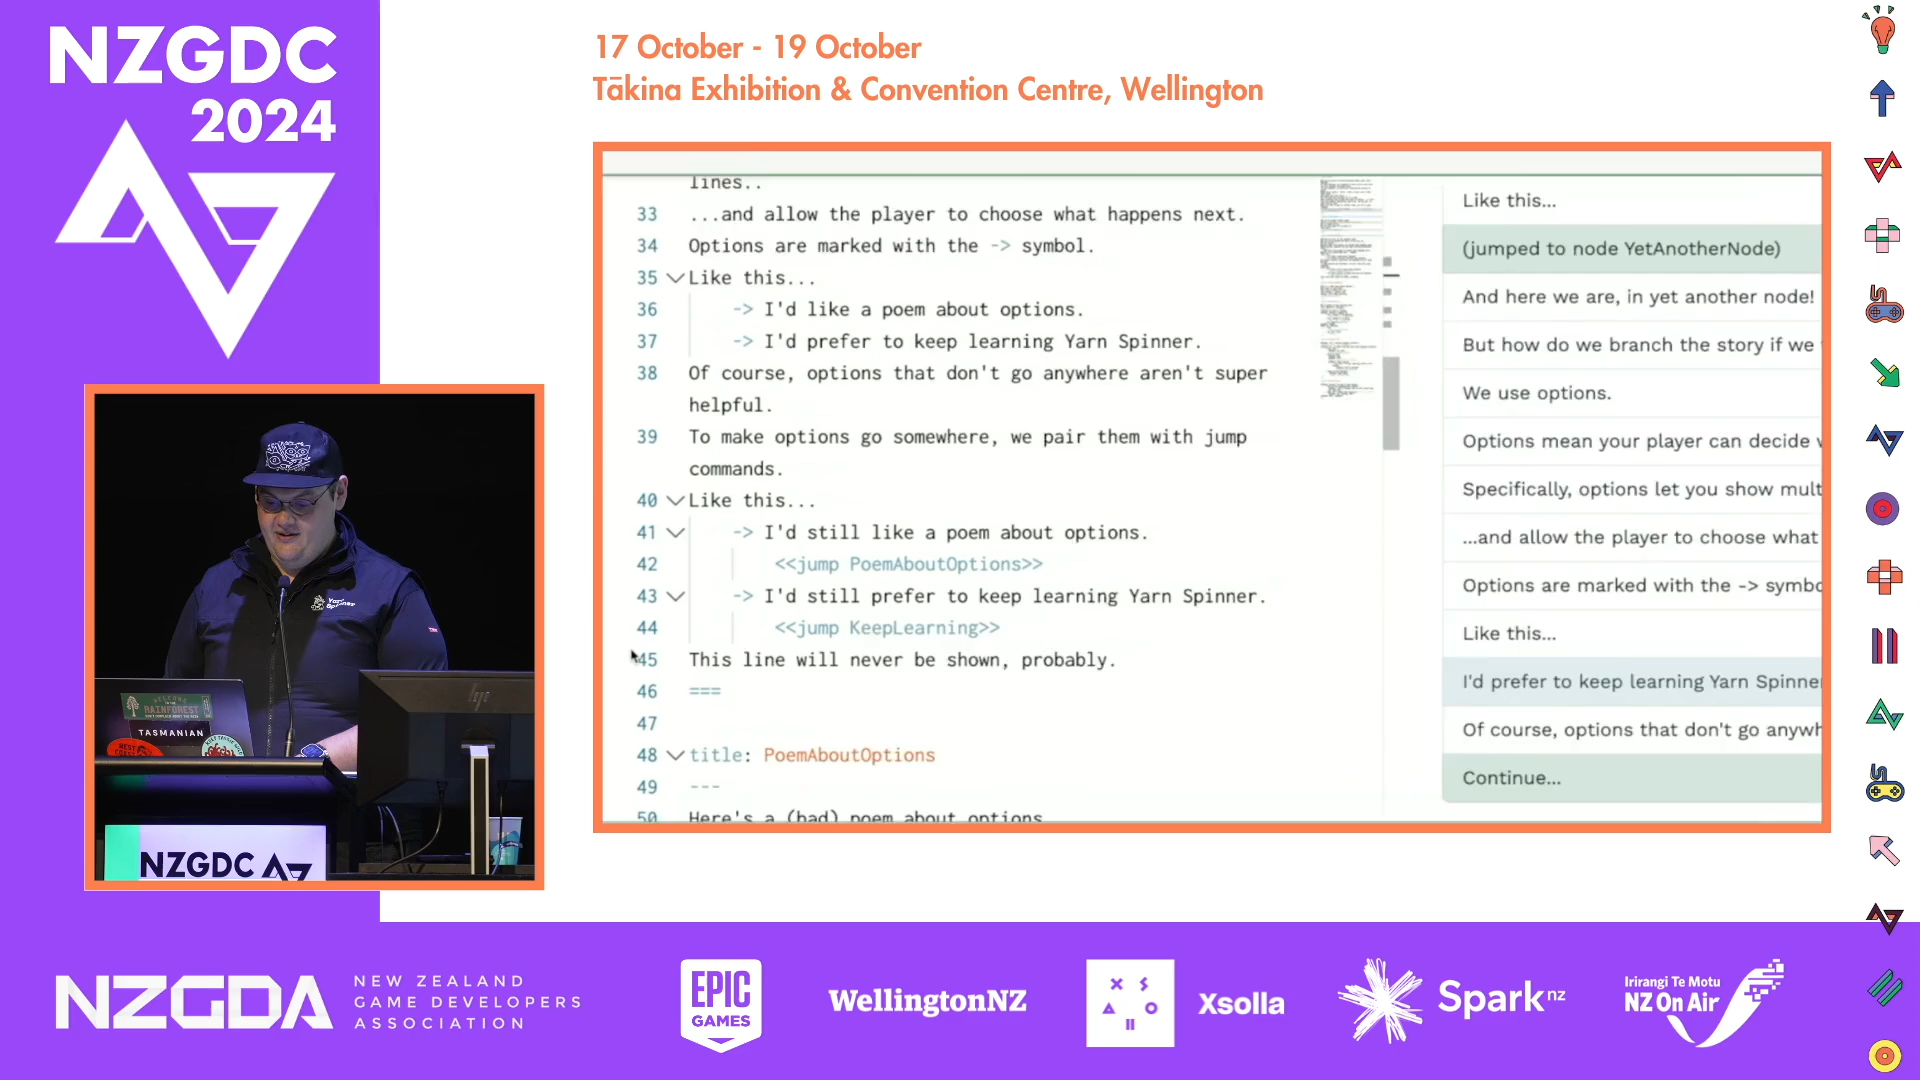 NZGDC
2024
17 October - 19 October
Tākina Exhibition & Convention Centre, Wellington
lines..
33 ...and allow the player to choose what happens next.
34 Options are marked with the -> symbol.
35 Like this...
36 -> I'd like a poem about options.
37 -> I'd prefer to keep learning Yarn Spinner.
38 Of course, options that don't go anywhere aren't super
helpful.
39 To make options go somewhere, we pair them with jump
commands.
40 Like this...
41 -> I'd still like a poem about options.
42 <<jump PoemAboutOptions>>
43 -> I'd still prefer to keep learning Yarn Spinner.
44 <<jump KeepLearning>>
45 This line will never be shown, probably.
46 ===
47
48 title: PoemAboutOptions
49 ---
50 Here's a (bad) poem about options
Like this...
(jumped to node YetAnotherNode)
And here we are, in yet another node!
But how do we branch the story if we
We use options.
Options mean your player can decide
Specifically, options let you show mult
...and allow the player to choose what
Options are marked with the -> symbo
Like this...
I'd prefer to keep learning Yarn Spinne
Of course, options that don't go anywh
Continue...
Yarn
Spinner
RAINFOREST
TASMANIAN
hp
NZGDC
NZGDA
NEW ZEALAND
GAME DEVELOPERS
ASSOCIATION
EPIC
GAMES
WellingtonNZ
Xsolla
Spark nz
Irirangi Te Motu
NZ On Air